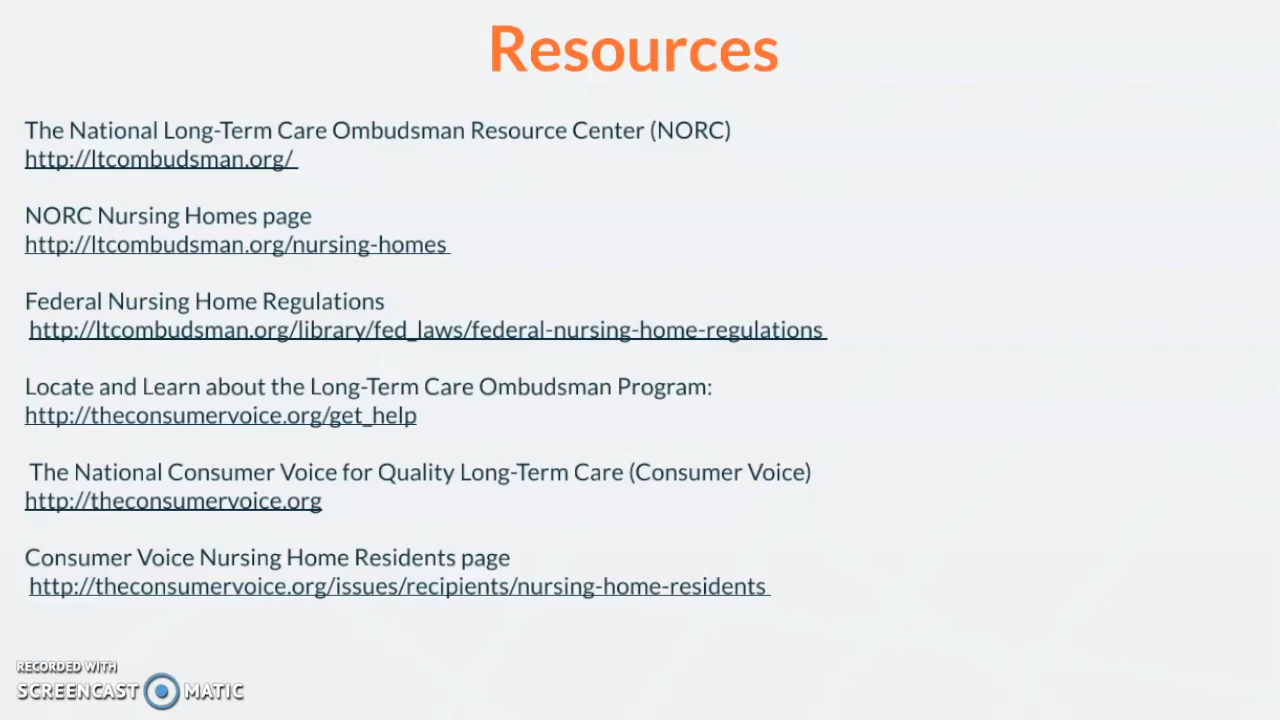 Resources
The National Long-Term Care Ombudsman Resource Center (NORC)
http://ltcombudsman.org/
NORC Nursing Homes page
http://ltcombudsman.org/nursing-homes
Federal Nursing Home Regulations
http://ltcombudsman.org/library/fed_laws/federal-nursing-home-regulations
Locate and Learn about the Long-Term Care Ombudsman Program:
http://theconsumervoice.org/get_help
The National Consumer Voice for Quality Long-Term Care (Consumer Voice)
http://theconsumervoice.org
Consumer Voice Nursing Home Residents page
http://theconsumervoice.org/issues/recipients/nursing-home-residents
RECORDED WITH
SCREENCAST MATIC